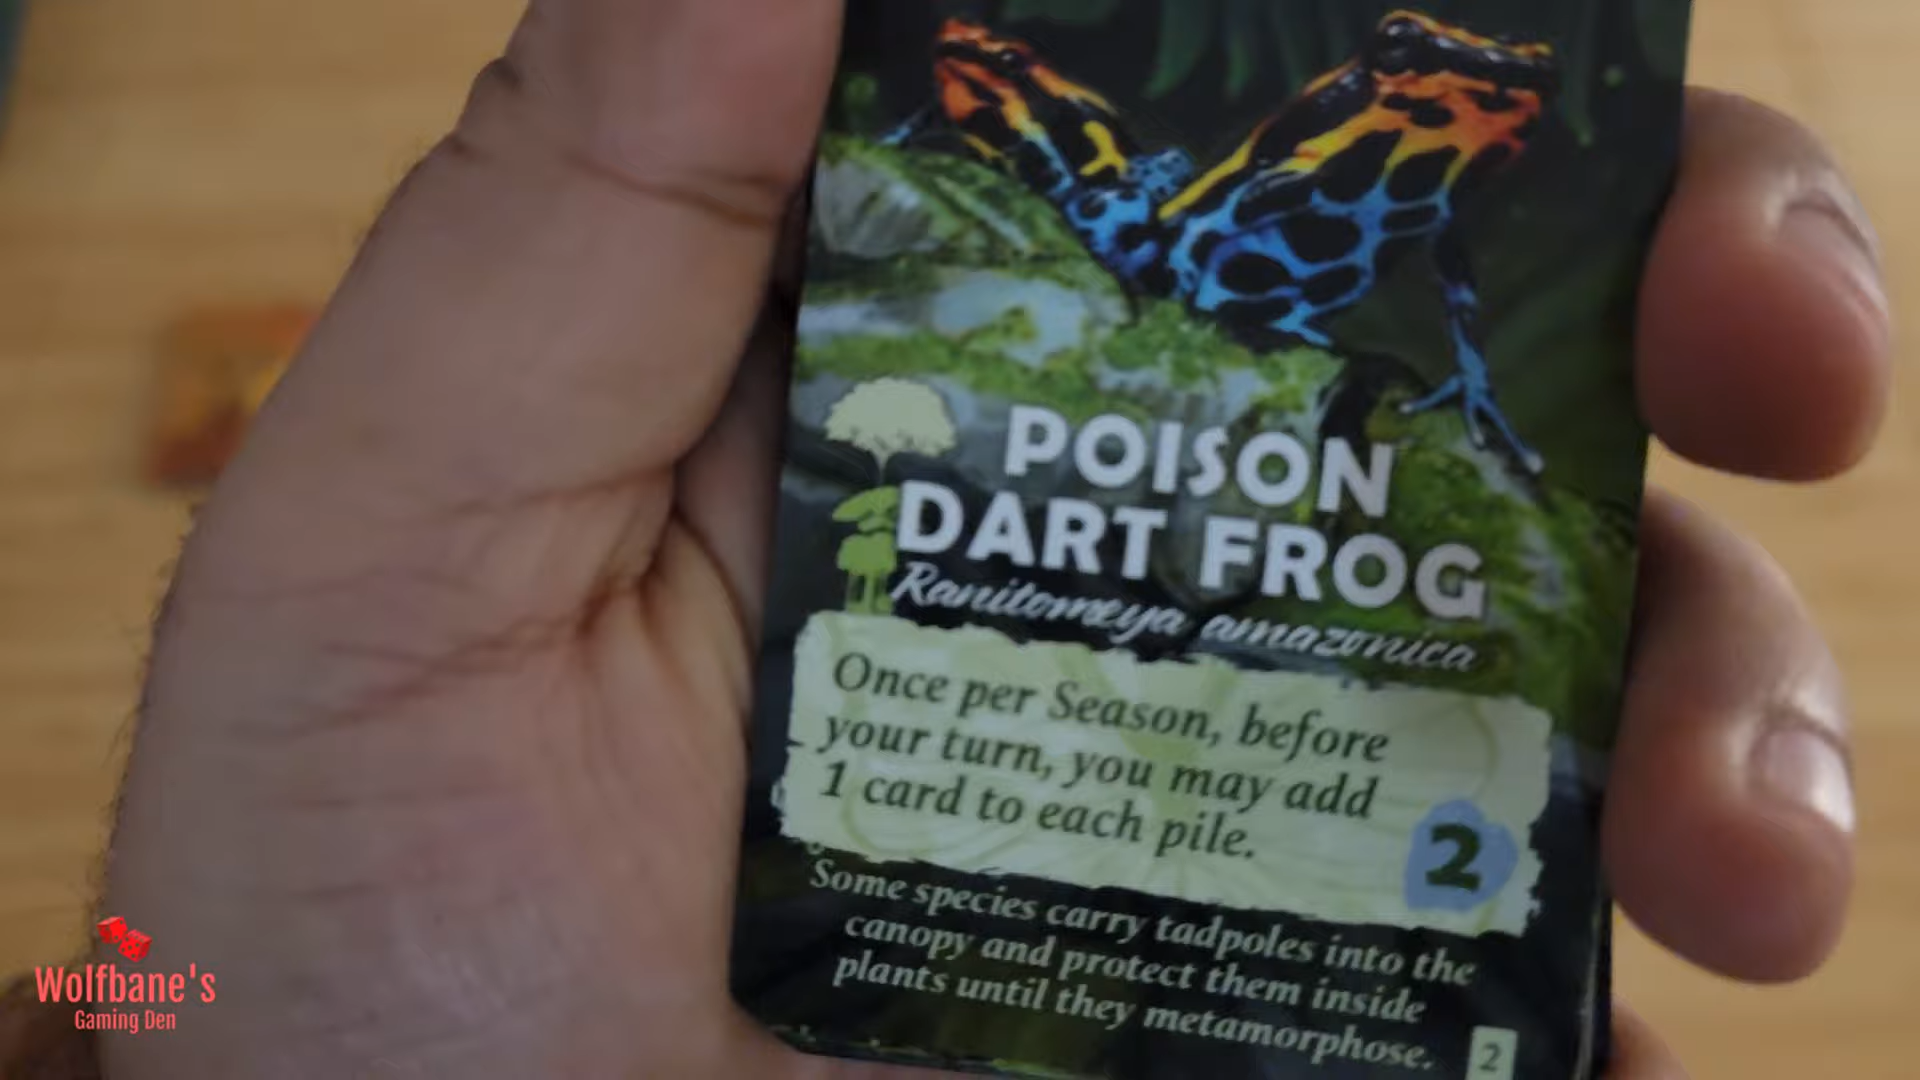 POISON
DART FROG
Ranitomeya amazonica
Once per Season, before
your turn, you may add
1 card to each pile.
2
Some species carry tadpoles into the
canopy and protect them inside
plants until they metamorphose.
2
Wolfbane's
Gaming Den